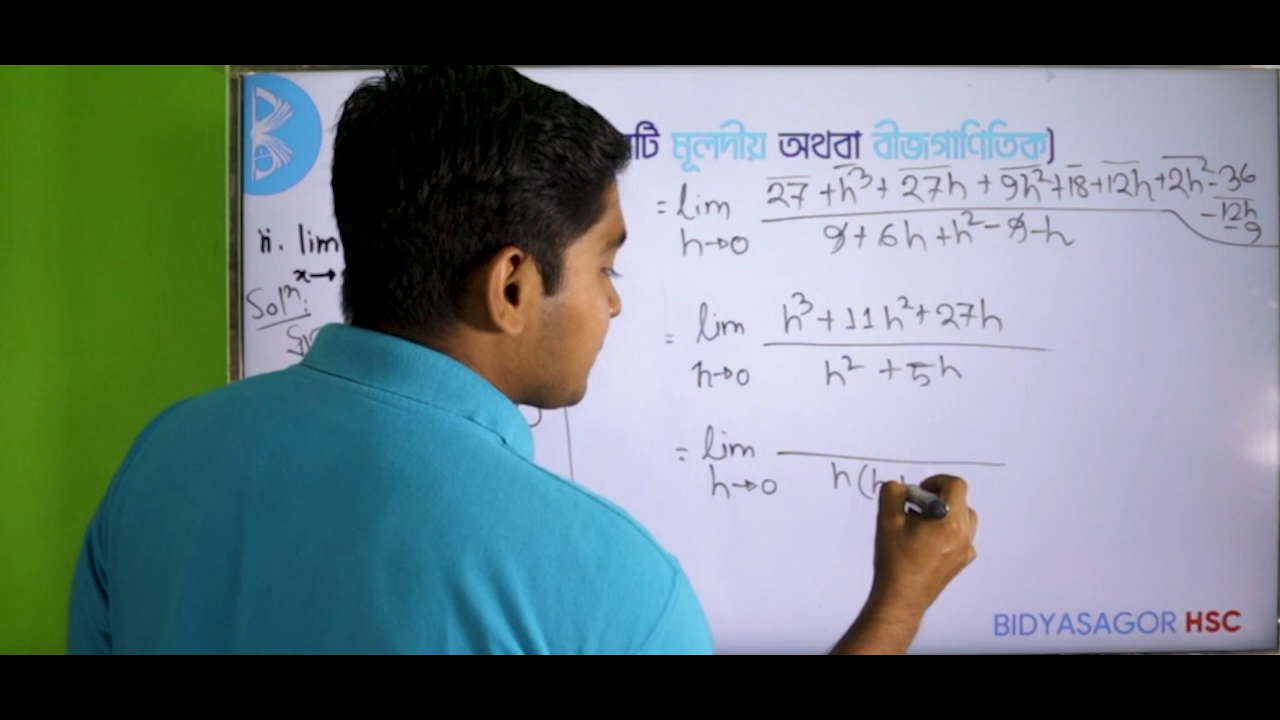 মূলদীয় অথবা বীজগাণিতিক)
ii. lim
x→
Soln:
= lim h→0 27 + h³ + 27h + 9h² + 18 + 12h + 2h² - 36 - 12h - 9
9 + 6h + h² - 9 - h
= lim h→0 h³ + 11h² + 27h
h² + 5h
= lim h→0
h(h+
BIDYASAGOR HSC